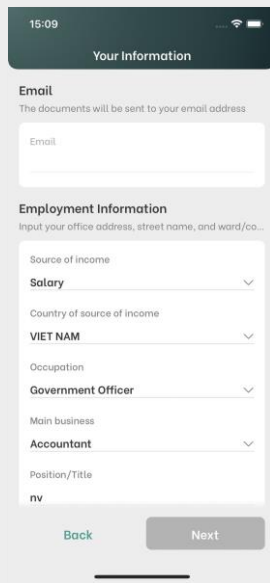 15:09
Your Information
Email
The documents will be sent to your email address
Email
Employment Information
Input your office address, street name, and ward/co...
Source of income
Salary
Country of source of income
VIET NAM
Occupation
Government Officer
Main business
Accountant
Position/Title
nv
Back
Next